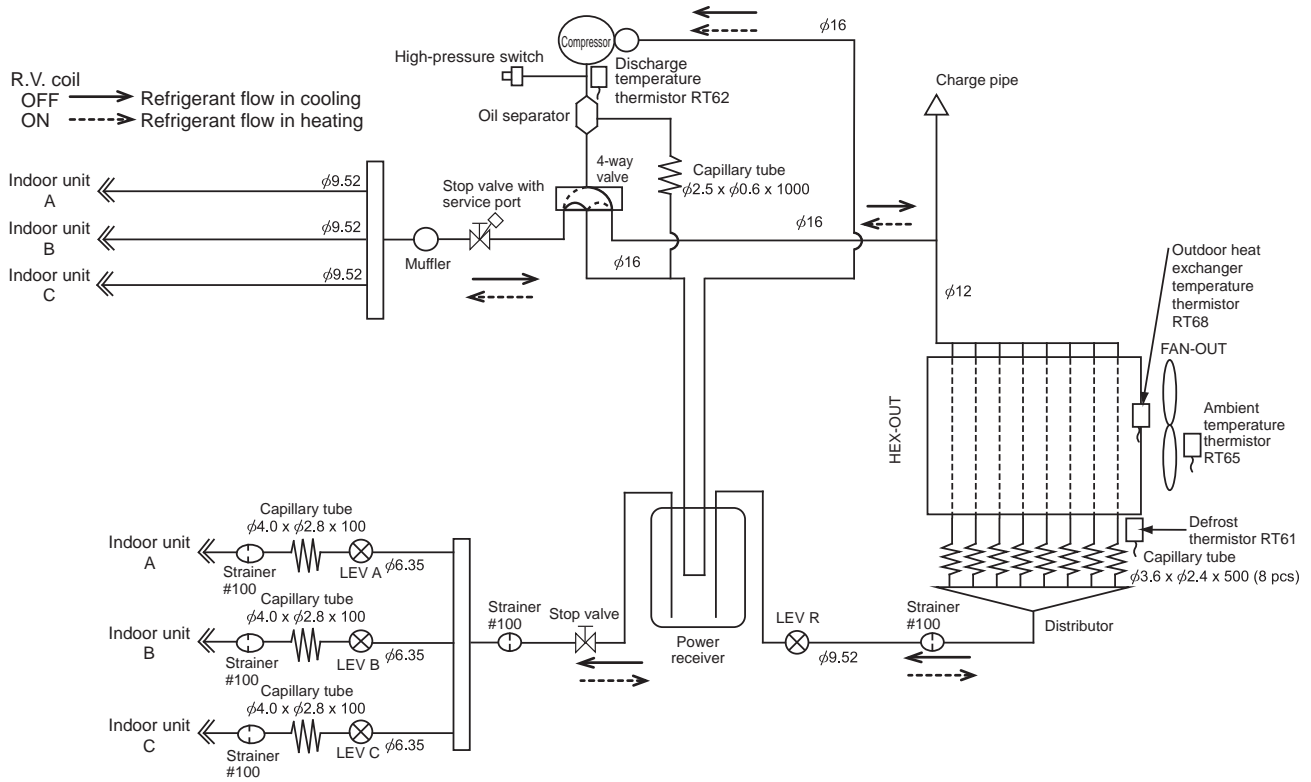 Compressor
ϕ16
High-pressure switch
Discharge
temperature
thermistor RT62
R.V. coil
OFF Refrigerant flow in cooling
ON Refrigerant flow in heating
Charge pipe
Oil separator
4-way
valve
Capillary tube
ϕ2.5 x ϕ0.6 x 1000
Indoor unit
A
ϕ9.52
Stop valve with
service port
Indoor unit
B
ϕ9.52
Muffler
ϕ16
ϕ16
Indoor unit
C
ϕ9.52
ϕ12
Outdoor heat
exchanger
temperature
thermistor
RT68
FAN-OUT
HEX-OUT
Ambient
temperature
thermistor
RT65
Defrost
thermistor RT61
Capillary tube
ϕ3.6 x ϕ2.4 x 500 (8 pcs)
Distributor
Capillary tube
ϕ4.0 x ϕ2.8 x 100
Indoor unit
A
Strainer
#100
LEV A
ϕ6.35
Capillary tube
ϕ4.0 x ϕ2.8 x 100
Indoor unit
B
Strainer
#100
LEV B
ϕ6.35
Strainer
#100
Stop valve
Power
receiver
LEV R
ϕ9.52
Strainer
#100
Capillary tube
ϕ4.0 x ϕ2.8 x 100
Indoor unit
C
Strainer
#100
LEV C
ϕ6.35